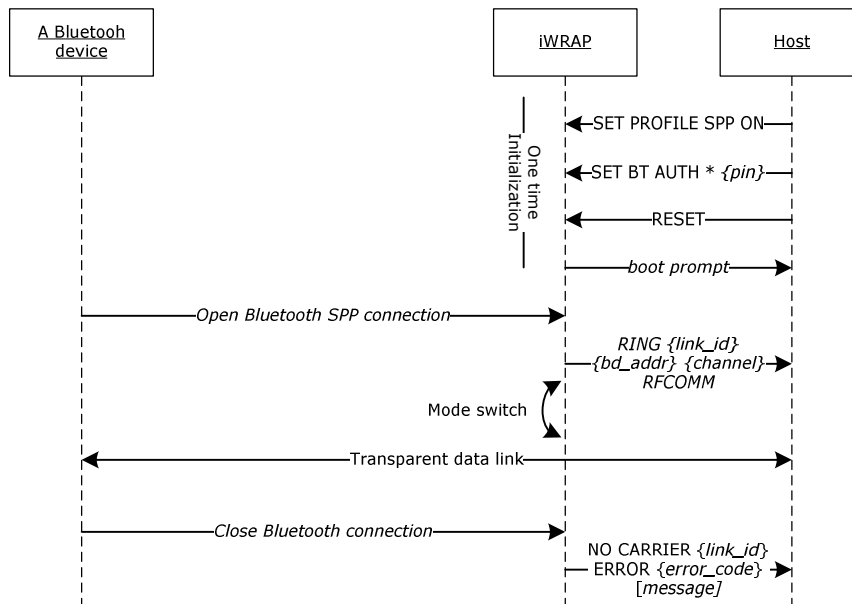 A Bluetooh
device
iWRAP
Host
SET PROFILE SPP ON
One time
Initialization
SET BT AUTH * {pin}
RESET
boot prompt
Open Bluetooth SPP connection
RING {link_id}
{bd_addr} {channel}
RFCOMM
Mode switch
Transparent data link
Close Bluetooth connection
NO CARRIER {link_id}
ERROR {error_code}
[message]